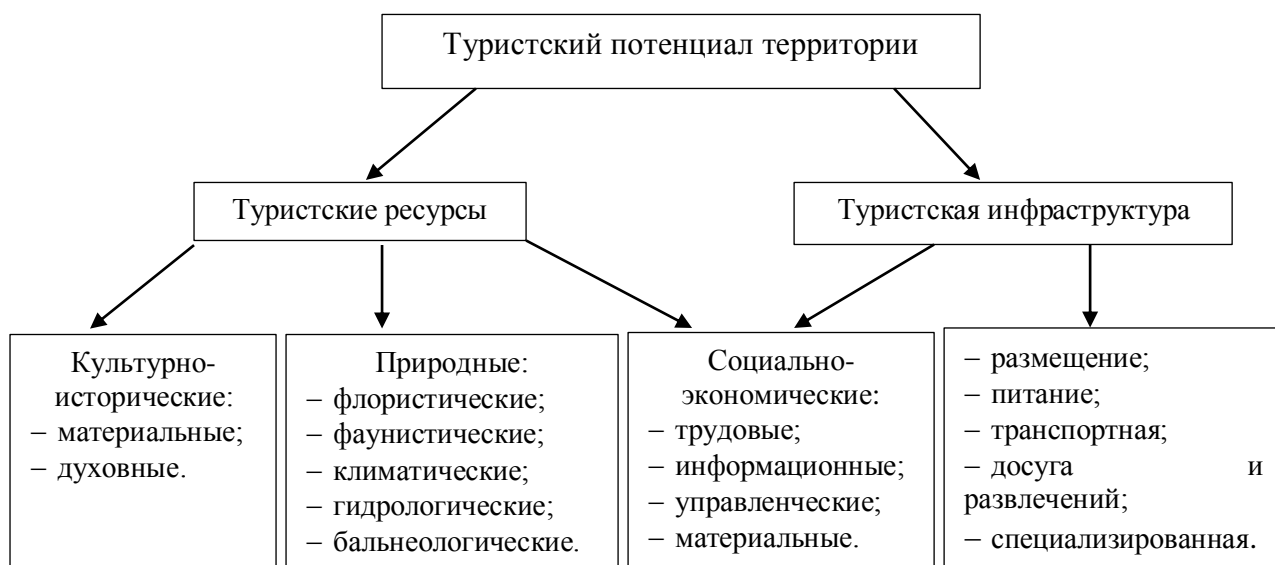 Туристский потенциал территории
Туристские ресурсы
Туристская инфраструктура
Культурно-
исторические:
– материальные;
– духовные.
Природные:
– флористические;
– фаунистические;
– климатические;
– гидрологические;
– бальнеологические.
Социально-
экономические:
– трудовые;
– информационные;
– управленческие;
– материальные.
– размещение;
– питание;
– транспортная;
– досуга и
развлечений;
– специализированная.